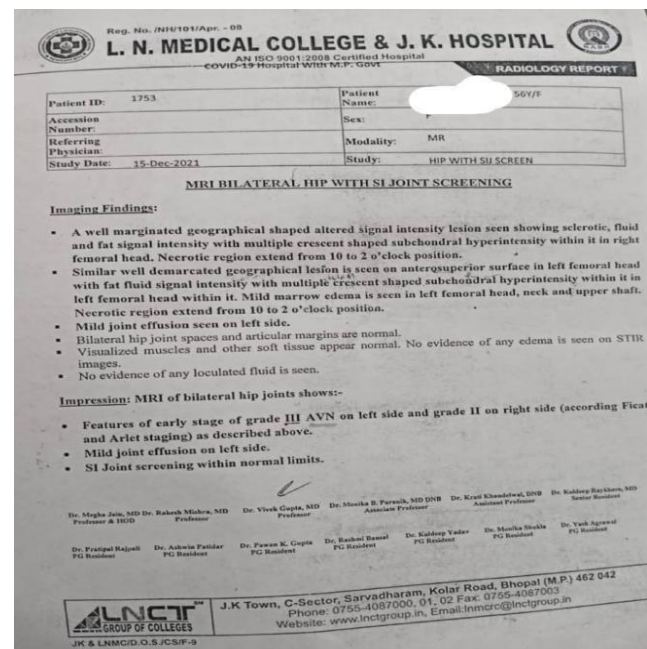 Reg. No. /NH/101/Apr. - 08
L. N. MEDICAL COLLEGE & J. K. HOSPITAL
AN ISO 9001:2008 Certified Hospital
COVID-19 Hospital With M.P. Govt
RADIOLOGY REPORT
Patient ID: 1753 Patient Name: 56Y/F
Accession Number: Sex: F
Referring Physician: Modality: MR
Study Date: 15-Dec-2021 Study: HIP WITH SIJ SCREEN
MRI BILATERAL HIP WITH SI JOINT SCREENING
Imaging Findings:
• A well marginated geographical shaped altered signal intensity lesion seen showing sclerotic, fluid
and fat signal intensity with multiple crescent shaped subchondral hyperintensity within it in right
femoral head. Necrotic region extend from 10 to 2 o'clock position.
• Similar well demarcated geographical lesion is seen on anterosuperior surface in left femoral head
with fat fluid signal intensity with multiple crescent shaped subchondral hyperintensity within it in
left femoral head within it. Mild marrow edema is seen in left femoral head, neck and upper shaft.
Necrotic region extend from 10 to 2 o'clock position.
• Mild joint effusion seen on left side.
• Bilateral hip joint spaces and articular margins are normal.
• Visualized muscles and other soft tissue appear normal. No evidence of any edema is seen on STIR
images.
• No evidence of any loculated fluid is seen.
Impression: MRI of bilateral hip joints shows:-
• Features of early stage of grade III AVN on left side and grade II on right side (according Ficat
and Arlet staging) as described above.
• Mild joint effusion on left side.
• SI Joint screening within normal limits.
Dr. Megha Jain, MD Dr. Rakesh Mishra, MD Dr. Vivek Gupta, MD Dr. Monika B. Puranik, MD DNB Dr. Krati Khandelwal, DNB Dr. Kuldeep Raykhere, MD
Professor & HOD Professor Professor Associate Professor Assistant Professor Senior Resident
Dr. Pratipal Rajpali Dr. Ashwin Patidar Dr. Pawan K. Gupta Dr. Rashmi Bansal Dr. Kuldeep Yadav Dr. Monika Shukla Dr. Yash Agrawal
PG Resident PG Resident PG Resident PG Resident PG Resident PG Resident PG Resident
LNCT
GROUP OF COLLEGES
J.K Town, C-Sector, Sarvadharam, Kolar Road, Bhopal (M.P.) 462 042
Phone: 0755-4087000, 01, 02 Fax: 0755-4087003
Website: www.lnctgroup.in, Email:lnmcrc@lnctgroup.in
JK & LNMC/D.O.S./CS/F-9